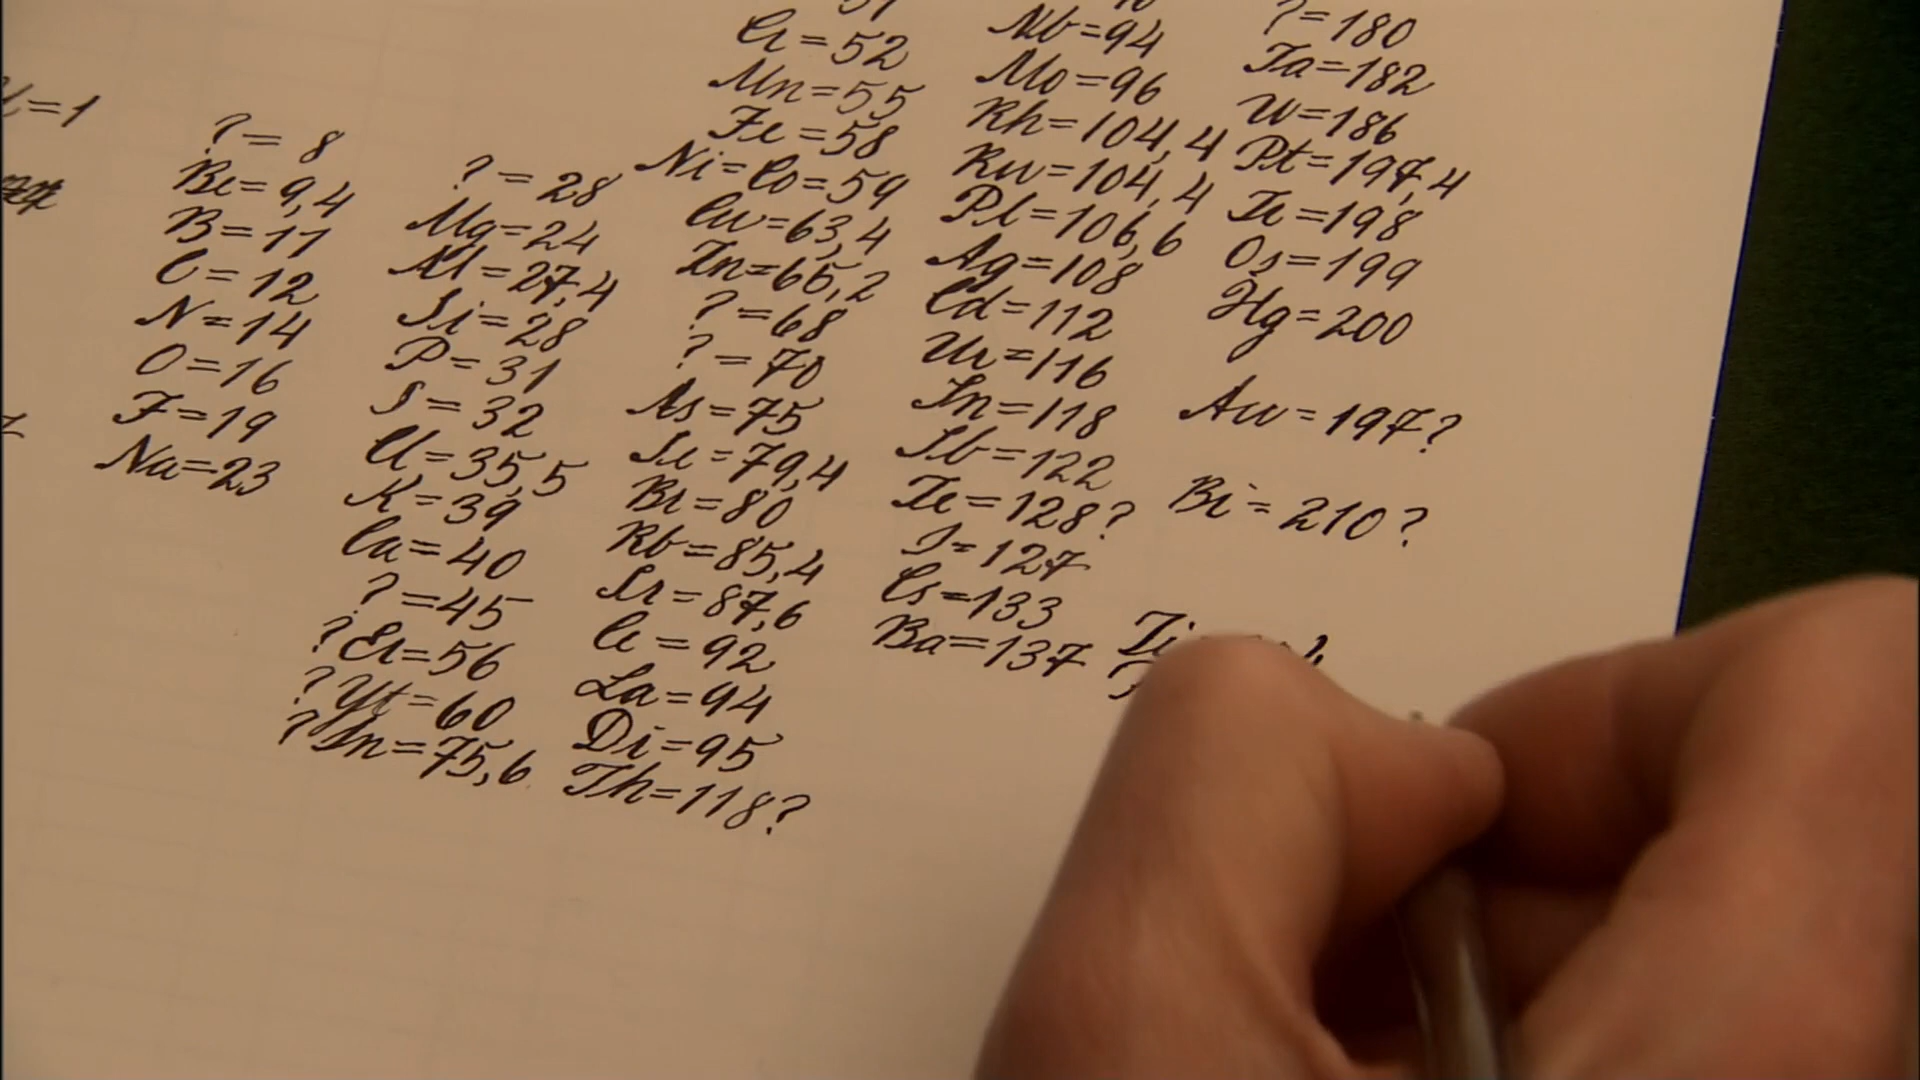 =1
?=8
Be=9,4
B=11
C=12
N=14
O=16
F=19
Na=23
?=28
Mg=24
Al=27,4
Si=28
P=31
S=32
Cl=35,5
K=39
Ca=40
?=45
?Er=56
?Yt=60
?In=75,6
Cr=52
Mn=55
Fe=58
Ni=Co=59
Cu=63,4
Zn=65,2
?=68
?=70
As=75
Se=79,4
Br=80
Rb=85,4
Sr=87,6
Ce=92
La=94
Di=95
Th=118?
Nb=94
Mo=96
Rh=104,4
Ru=104,4
Pl=106,6
Ag=108
Cd=112
Ur=116
Sn=118
Sb=122
Te=128?
I=127
Cs=133
Ba=137
?=180
Ta=182
W=186
Pt=197,4
Os=199
Hg=200
Au=197?
Bi=210?